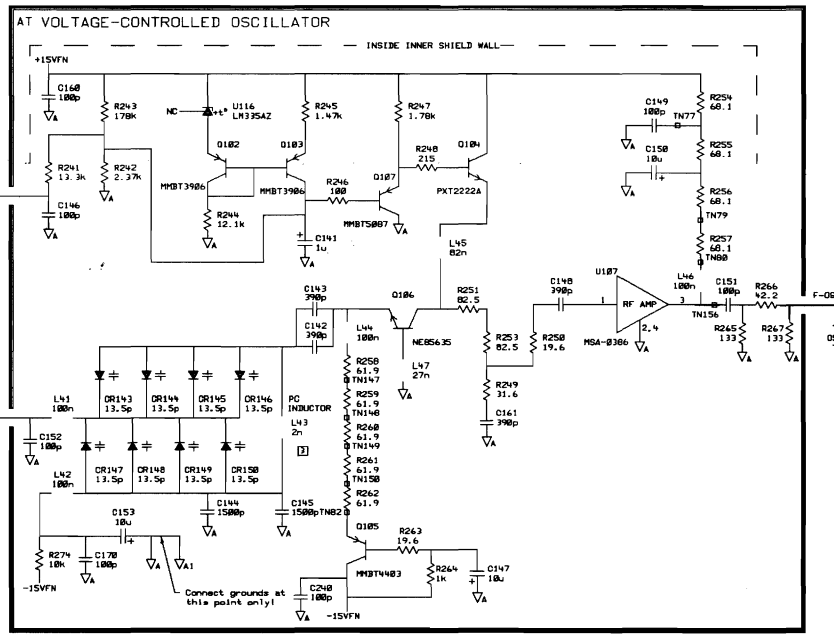 AT VOLTAGE-CONTROLLED OSCILLATOR
INSIDE INNER SHIELD WALL
+15VFN
C160
100p
R243
178k
NC
+t°
U116
LM335AZ
R245
1.47k
R247
1.78k
C149
100p
TN77
R254
68.1
Q102
Q103
R248
215
Q104
C150
10u
R255
68.1
R241
13.3k
R242
2.37k
MMBT3906
MMBT3906
R246
100
Q107
PXT2222A
R256
68.1
TN79
C146
100p
R244
12.1k
MMBT5087
C141
1u
R257
68.1
TN80
L45
82n
C143
390p
Q106
R251
82.5
C148
390p
U107
L46
100n
C151
100p
R266
42.2
F-OS
C142
390p
L44
100n
NE85635
R253
82.5
R250
19.6
1
RF AMP
3
2,4
MSA-0386
TN156
R265
133
R267
133
OS
R258
61.9
TN147
L47
27n
L41
100n
CR143
13.5p
CR144
13.5p
CR145
13.5p
CR146
13.5p
PC
INDUCTOR
L43
2n
R259
61.9
TN148
R249
31.6
C161
390p
C152
100p
R260
61.9
TN149
L42
100n
CR147
13.5p
CR148
13.5p
CR149
13.5p
CR150
13.5p
R261
61.9
TN150
C144
1500p
C145
1500p
TN82
R262
61.9
C153
10u
Q105
R263
19.6
R274
10k
C170
100p
A
A1
MMBT4403
R264
1k
C147
10u
-15VFN
Connect grounds at
this point only!
C240
100p
-15VFN